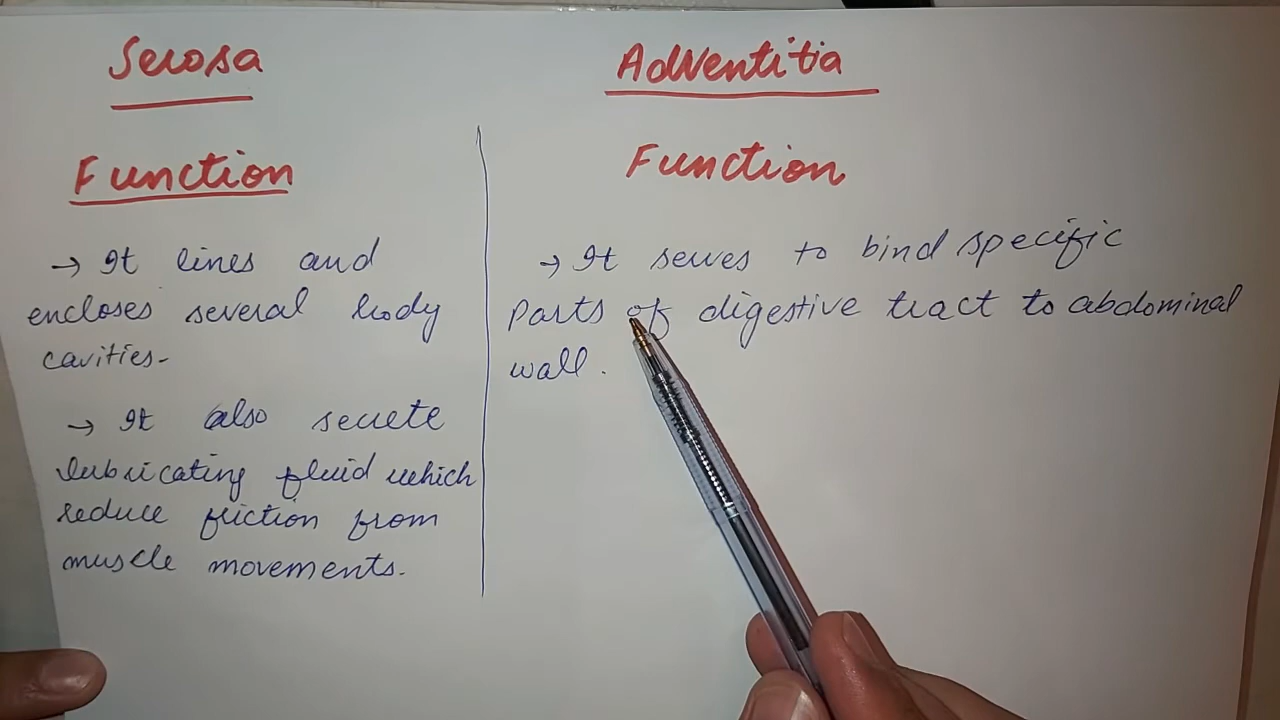 Serosa
Function
→ It lines and
encloses several body
cavities-
→ It also secrete
lubricating fluid which
reduce friction from
muscle movements.
Adventitia
Function
→ It serves to bind specific
parts of digestive tract to abdominal
wall.